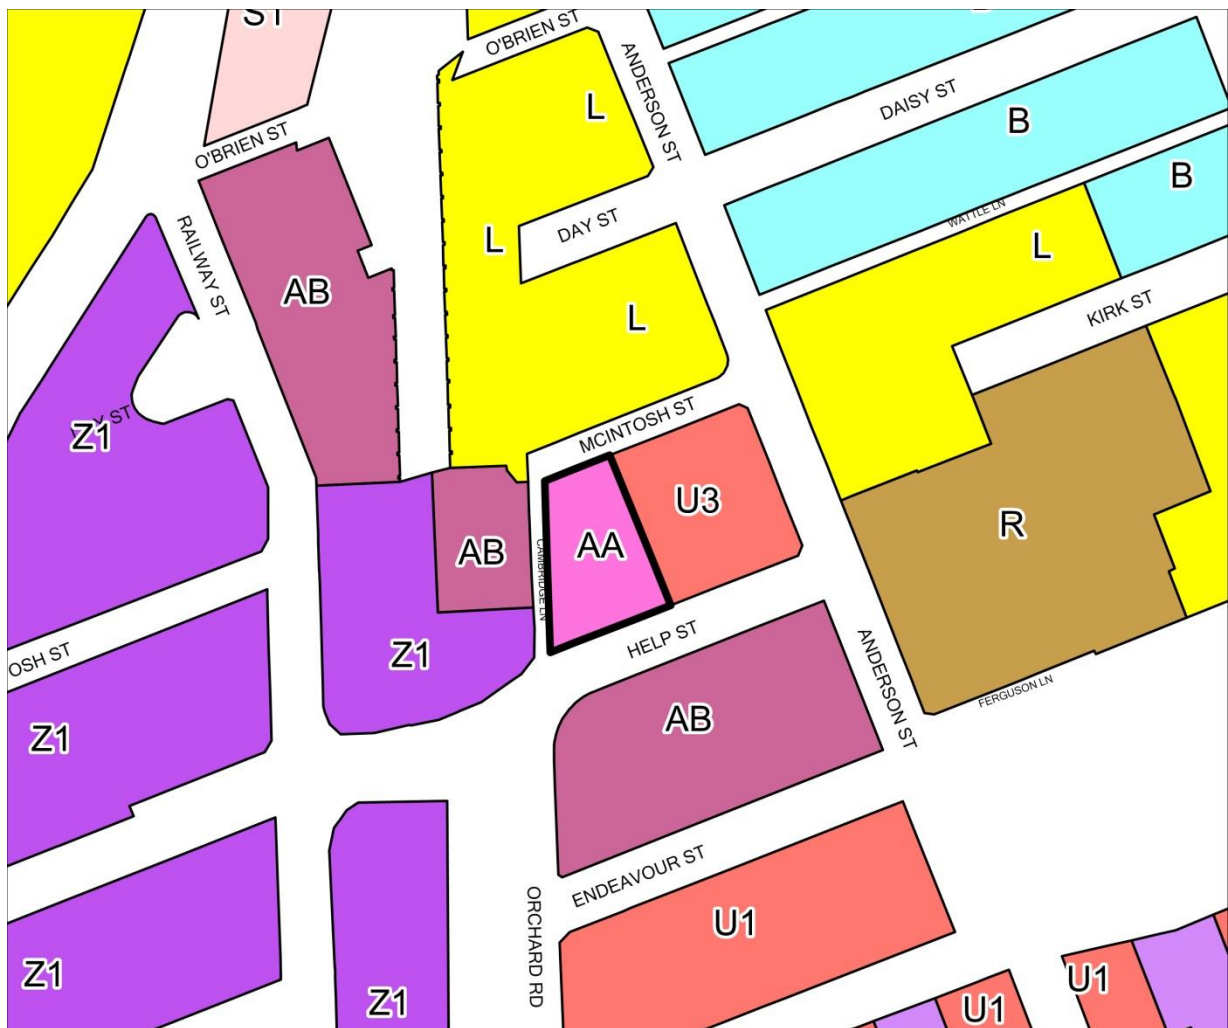 S1
O'BRIEN ST
O'BRIEN ST
ANDERSON ST
L
DAISY ST
B
B
RAILWAY ST
AB
L
DAY ST
WATTLE LN
L
L
KIRK ST
Y ST
Z1
MCINTOSH ST
U3
AA
AB
CAMBRIDGE LN
R
OSH ST
Z1
HELP ST
ANDERSON ST
FERGUSON LN
AB
Z1
ENDEAVOUR ST
ORCHARD RD
U1
Z1
Z1
U1
U1